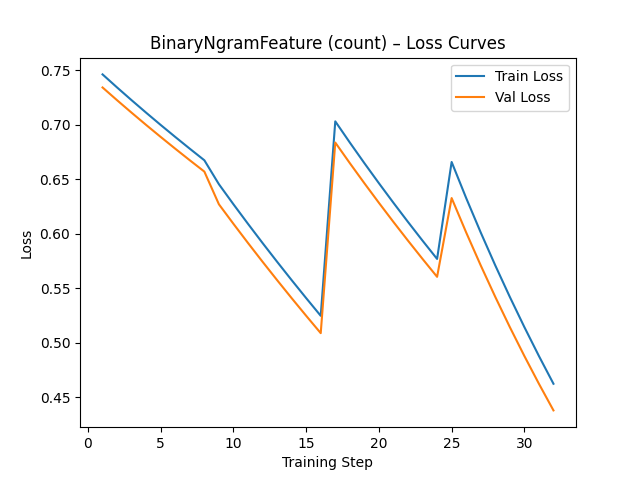 BinaryNgramFeature (count) – Loss Curves
Train Loss
Val Loss
0.75
0.70
0.65
0.60
0.55
0.50
0.45
Loss
0 5 10 15 20 25 30
Training Step